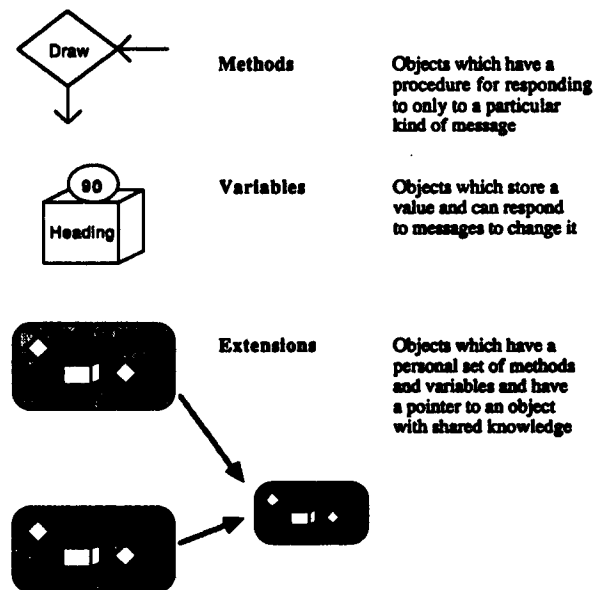 Draw
Methods
Objects which have a
procedure for responding
to only to a particular
kind of message
90
Heading
Variables
Objects which store a
value and can respond
to messages to change it
Extensions
Objects which have a
personal set of methods
and variables and have
a pointer to an object
with shared knowledge